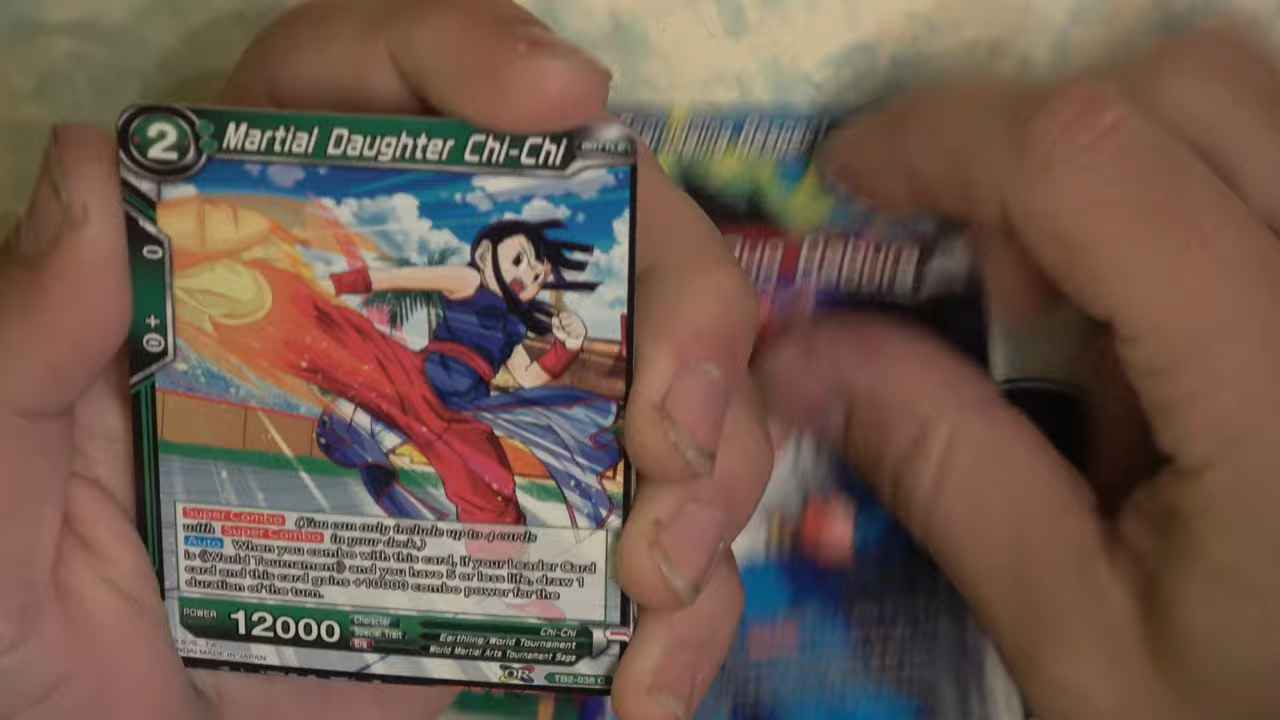 2
Martial Daughter Chi-Chi
BATTLE
0
0 +
Super Combo (You can only include up to 4 cards
with Super Combo in your deck.)
Auto When you combo with this card, if your Leader Card
is 《World Tournament》 and you have 5 or less life, draw 1
card and this card gains +10000 combo power for the
duration of the turn.
POWER 12000
Character Chi-Chi
Special Trait Earthling/World Tournament
Era World Martial Arts Tournament Saga
MADE IN JAPAN
TB2-038 C